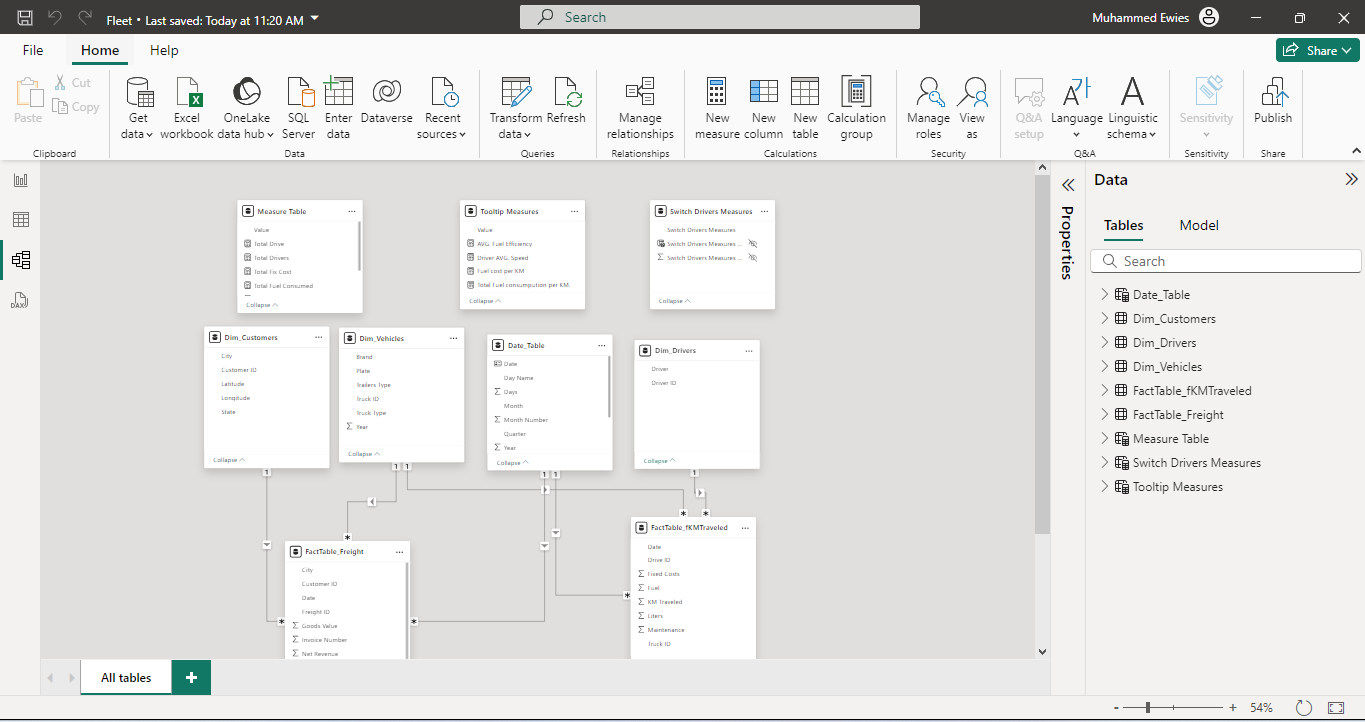 Fleet • Last saved: Today at 11:20 AM
Search
Muhammed Ewies
File
Home
Help
Share
Paste
Cut
Copy
Get data
Excel workbook
OneLake data hub
SQL Server
Enter data
Dataverse
Recent sources
Transform data
Refresh
Manage relationships
New measure
New column
New table
Calculation group
Manage roles
View as
Q&A setup
Language
Linguistic schema
Sensitivity
Publish
Clipboard
Data
Queries
Relationships
Calculations
Security
Q&A
Sensitivity
Share
DAX
Measure Table
Value
Total Drive
Total Drivers
Total Fix Cost
Total Fuel Consumed
Collapse
Tooltip Measures
Value
AVG. Fuel Efficiency
Driver AVG. Speed
Fuel cost per KM
Total Fuel consumpution per KM
Collapse
Switch Drivers Measures
Switch Drivers Measures
Switch Drivers Measures ...
Switch Drivers Measures ...
Collapse
Dim_Customers
City
Customer ID
Latitude
Longitude
State
Collapse
Dim_Vehicles
Brand
Plate
Trailers Type
Truck ID
Truck Type
Year
Collapse
Date_Table
Date
Day Name
Days
Month
Month Number
Quarter
Year
Collapse
Dim_Drivers
Driver
Driver ID
Collapse
1
1 1
1 1
1
FactTable_Freight
City
Customer ID
Date
Freight ID
Goods Value
Invoice Number
Net Revenue
FactTable_fKMTraveled
Date
Drive ID
Fixed Costs
Fuel
KM Traveled
Liters
Maintenance
Truck ID
Properties
Data
Tables
Model
Search
Date_Table
Dim_Customers
Dim_Drivers
Dim_Vehicles
FactTable_fKMTraveled
FactTable_Freight
Measure Table
Switch Drivers Measures
Tooltip Measures
All tables
+
- + 54%